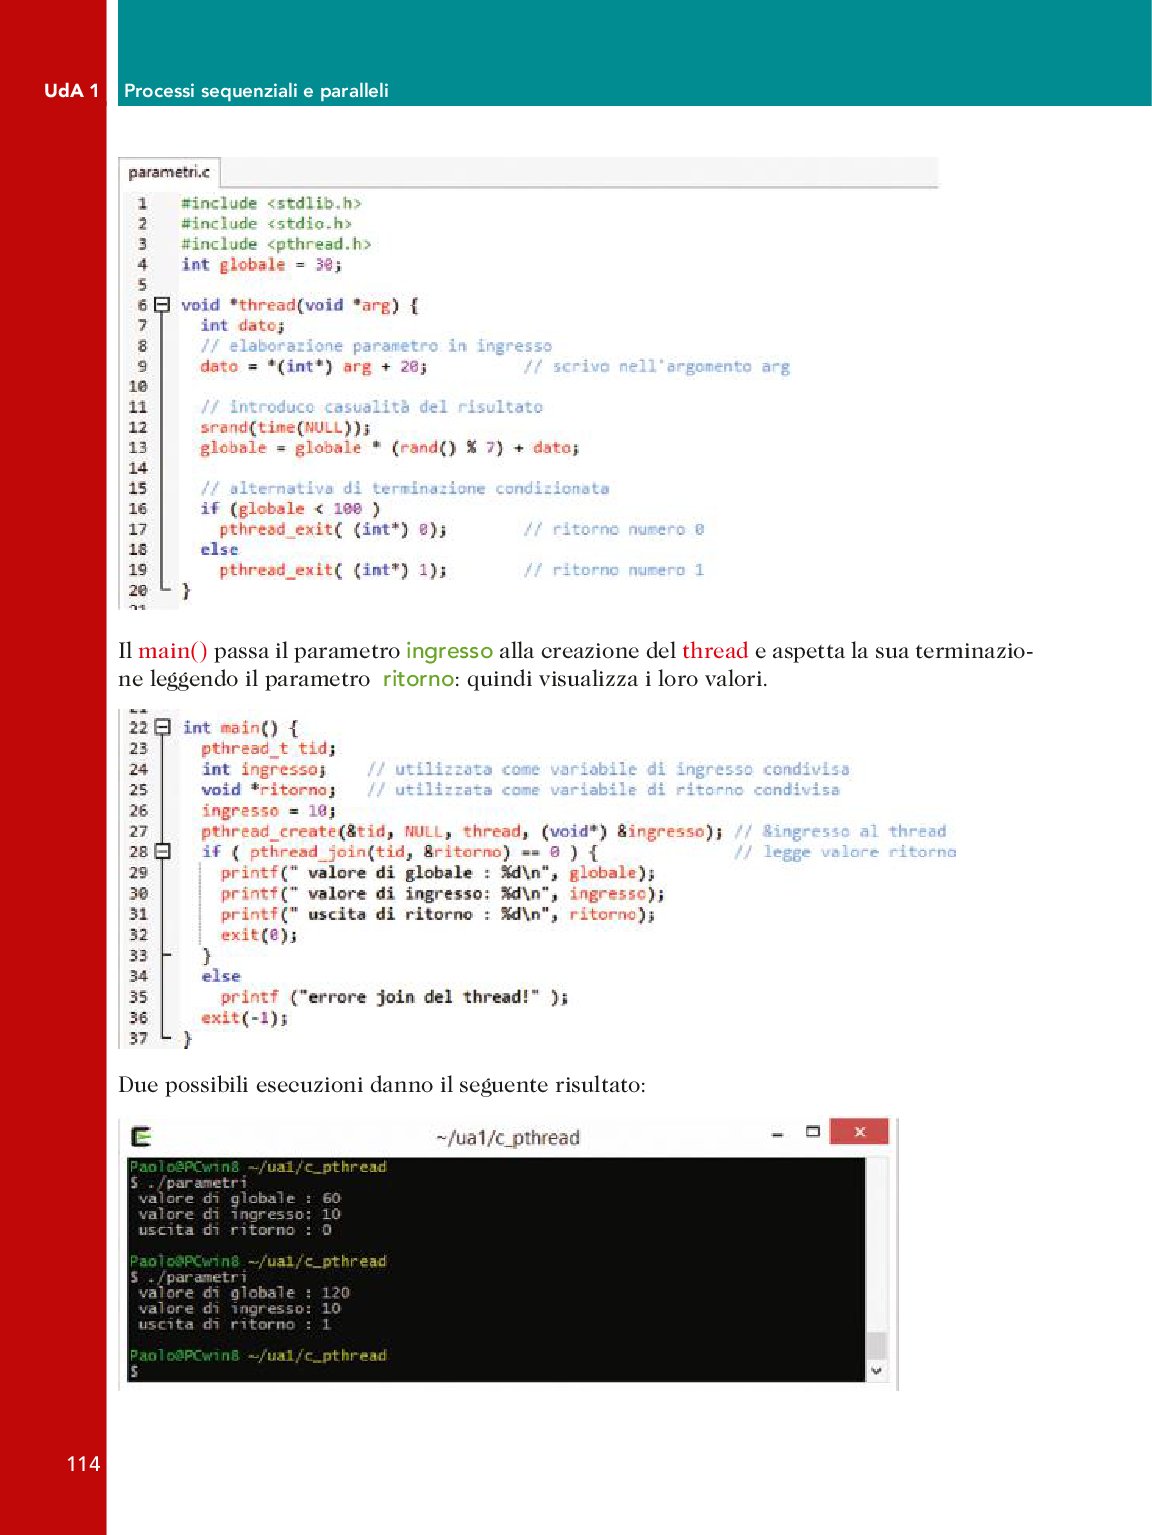 UdA 1 Processi sequenziali e paralleli
parametri.c
1 #include <stdlib.h>
2 #include <stdio.h>
3 #include <pthread.h>
4 int globale = 30;
5
6 void *thread(void *arg) {
7 int dato;
8 // elaborazione parametro in ingresso
9 dato = *(int*) arg + 20; // scrivo nell'argomento arg
10
11 // introduco casualità del risultato
12 srand(time(NULL));
13 globale = globale * (rand() % 7) + dato;
14
15 // alternativa di terminazione condizionata
16 if (globale < 100 )
17 pthread_exit( (int*) 0); // ritorno numero 0
18 else
19 pthread_exit( (int*) 1); // ritorno numero 1
20 }
Il main() passa il parametro ingresso alla creazione del thread e aspetta la sua terminazio-
ne leggendo il parametro ritorno: quindi visualizza i loro valori.
22 int main() {
23 pthread_t tid;
24 int ingresso; // utilizzata come variabile di ingresso condivisa
25 void *ritorno; // utilizzata come variabile di ritorno condivisa
26 ingresso = 10;
27 pthread_create(&tid, NULL, thread, (void*) &ingresso); // &ingresso al thread
28 if ( pthread_join(tid, &ritorno) == 0 ) { // legge valore ritorno
29 printf(" valore di globale : %d\n", globale);
30 printf(" valore di ingresso: %d\n", ingresso);
31 printf(" uscita di ritorno : %d\n", ritorno);
32 exit(0);
33 }
34 else
35 printf ("errore join del thread!" );
36 exit(-1);
37 }
Due possibili esecuzioni danno il seguente risultato:
~/ua1/c_pthread
Paolo@PCwin8 ~/ua1/c_pthread
$ ./parametri
valore di globale : 60
valore di ingresso: 10
uscita di ritorno : 0
Paolo@PCwin8 ~/ua1/c_pthread
$ ./parametri
valore di globale : 120
valore di ingresso: 10
uscita di ritorno : 1
Paolo@PCwin8 ~/ua1/c_pthread
$
114